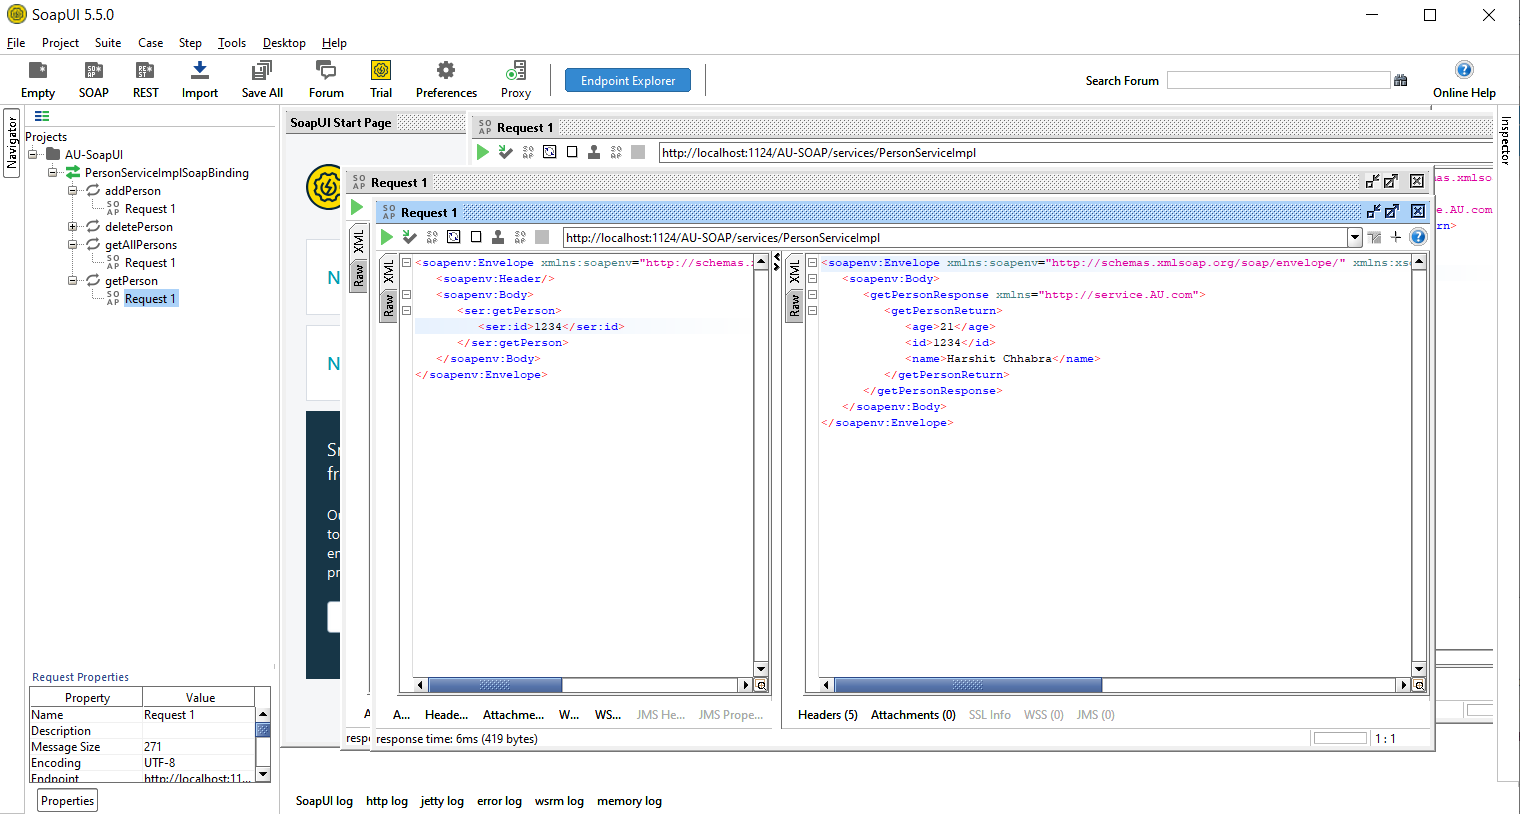 SoapUI 5.5.0
File Project Suite Case Step Tools Desktop Help
Empty SOAP REST Import Save All Forum Trial Preferences Proxy Endpoint Explorer Search Forum Online Help
Navigator
Projects
AU-SoapUI
PersonServiceImplSoapBinding
addPerson
Request 1
deletePerson
getAllPersons
Request 1
getPerson
Request 1
Request Properties
Property Value
Name Request 1
Description
Message Size 271
Encoding UTF-8
Endpoint http://localhost:11...
Properties
SoapUI Start Page
Request 1
http://localhost:1124/AU-SOAP/services/PersonServiceImpl
Request 1
XML
Raw
Request 1
http://localhost:1124/AU-SOAP/services/PersonServiceImpl
XML
Raw
<soapenv:Envelope xmlns:soapenv="http://schemas.
<soapenv:Header/>
<soapenv:Body>
<ser:getPerson>
<ser:id>1234</ser:id>
</ser:getPerson>
</soapenv:Body>
</soapenv:Envelope>
A... Heade... Attachme... W... WS... JMS He... JMS Prope...
XML
Raw
<soapenv:Envelope xmlns:soapenv="http://schemas.xmlsoap.org/soap/envelope/" xmlns:xs
<soapenv:Body>
<getPersonResponse xmlns="http://service.AU.com">
<getPersonReturn>
<age>21</age>
<id>1234</id>
<name>Harshit Chhabra</name>
</getPersonReturn>
</getPersonResponse>
</soapenv:Body>
</soapenv:Envelope>
Headers (5) Attachments (0) SSL Info WSS (0) JMS (0)
response time: 6ms (419 bytes)
1 : 1
Inspector
SoapUI log http log jetty log error log wsrm log memory log